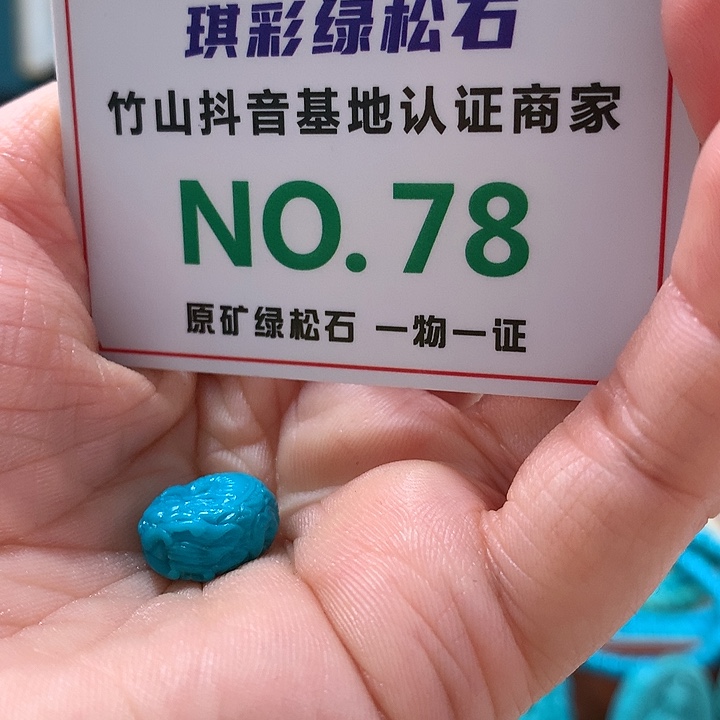 琪彩绿松石
竹山抖音基地认证商家
NO.78
原矿绿松石 一物一证